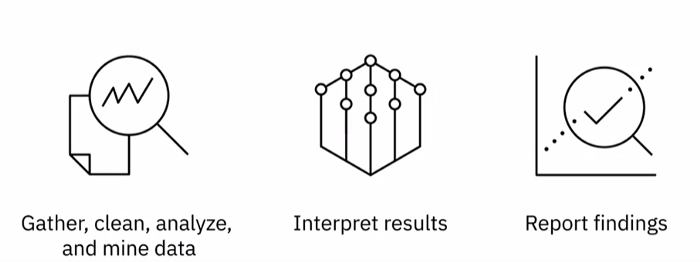 Gather, clean, analyze,
and mine data
Interpret results
Report findings